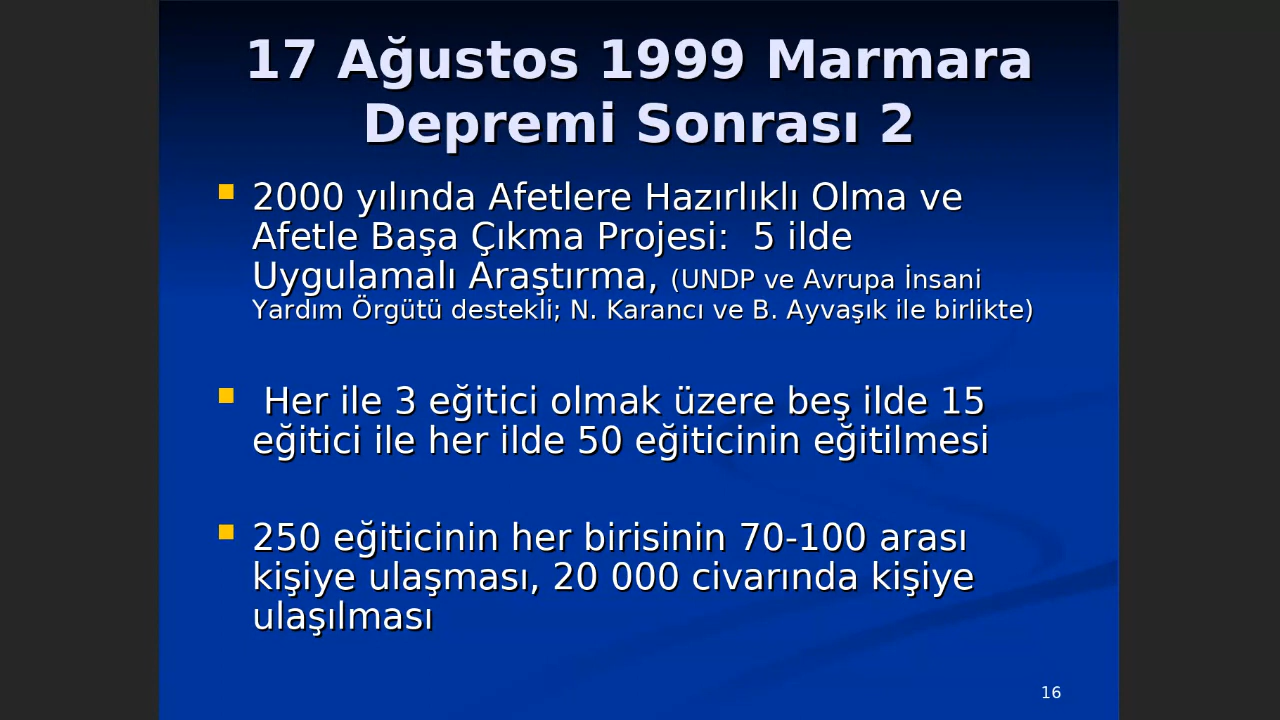 17 Ağustos 1999 Marmara
Depremi Sonrası 2
2000 yılında Afetlere Hazırlıklı Olma ve
Afetle Başa Çıkma Projesi:  5 ilde
Uygulamalı Araştırma, (UNDP ve Avrupa İnsani
Yardım Örgütü destekli; N. Karancı ve B. Ayvaşık ile birlikte)
Her ile 3 eğitici olmak üzere beş ilde 15
eğitici ile her ilde 50 eğiticinin eğitilmesi
250 eğiticinin her birisinin 70-100 arası
kişiye ulaşması, 20 000 civarında kişiye
ulaşılması
16